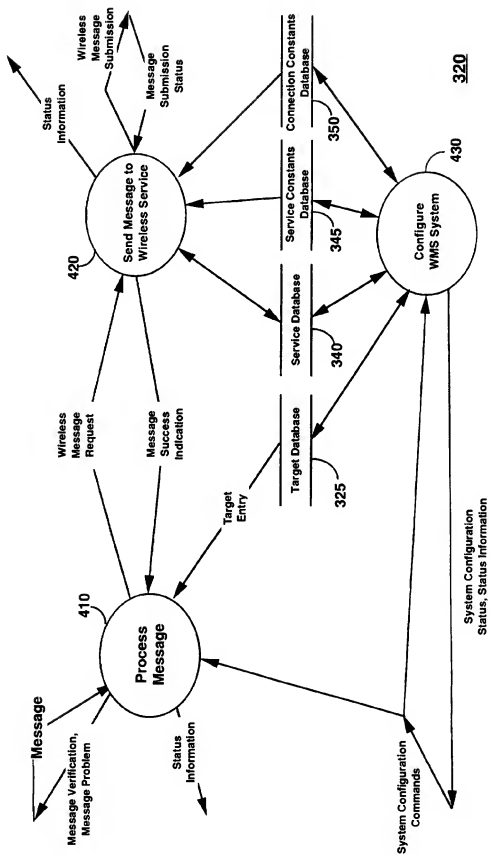 Message
Message Verification,
Message Problem
410
Process
Message
Status
Information
Wireless
Message
Request
Message
Success
Indication
Status
Information
420
Send Message to
Wireless Service
Wireless
Message
Submission
Message
Submission
Status
Target
Entry
Target Database
325
Service Database
340
Service Constants
Database
345
Connection Constants
Database
350
430
Configure
WMS System
System Configuration
Commands
System Configuration
Status, Status Information
320